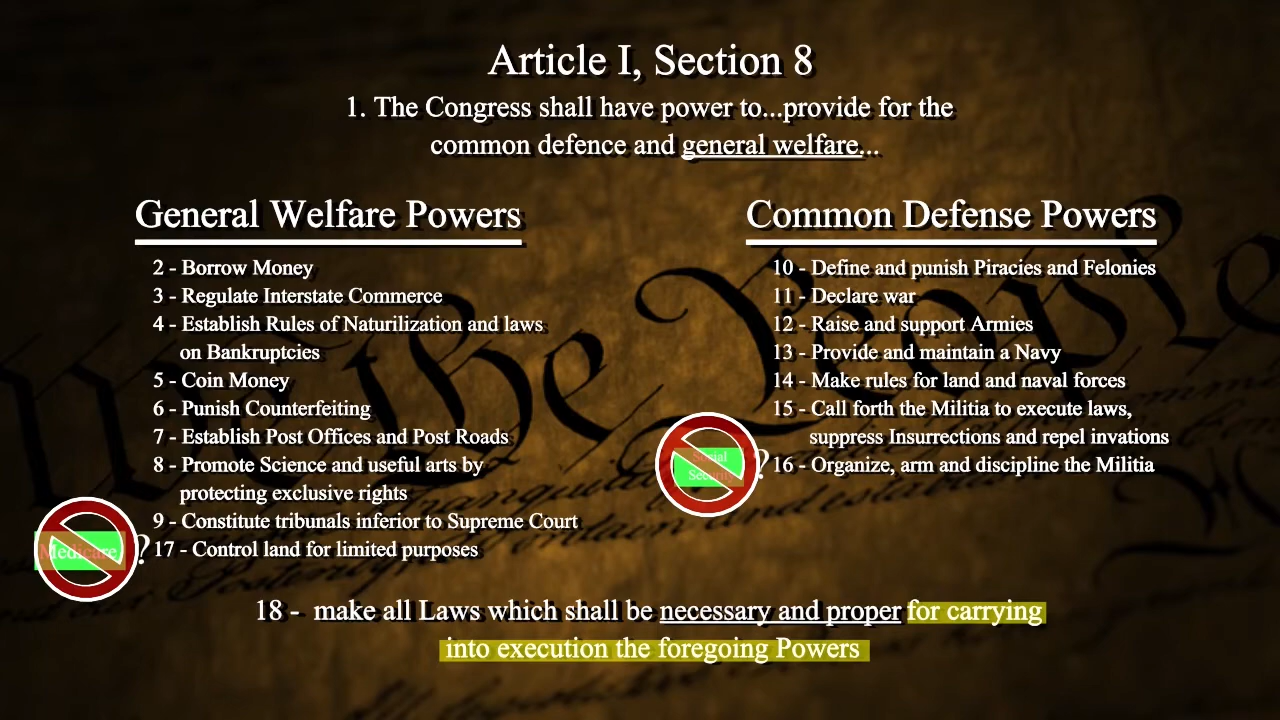 Article I, Section 8
1. The Congress shall have power to...provide for the
common defence and general welfare...
General Welfare Powers
2 - Borrow Money
3 - Regulate Interstate Commerce
4 - Establish Rules of Naturilization and laws
on Bankruptcies
5 - Coin Money
6 - Punish Counterfeiting
7 - Establish Post Offices and Post Roads
8 - Promote Science and useful arts by
protecting exclusive rights
9 - Constitute tribunals inferior to Supreme Court
Medicare ?
17 - Control land for limited purposes
Common Defense Powers
10 - Define and punish Piracies and Felonies
11 - Declare war
12 - Raise and support Armies
13 - Provide and maintain a Navy
14 - Make rules for land and naval forces
15 - Call forth the Militia to execute laws,
suppress Insurrections and repel invations
Social
Security ?
16 - Organize, arm and discipline the Militia
18 - make all Laws which shall be necessary and proper for carrying
into execution the foregoing Powers
We the People